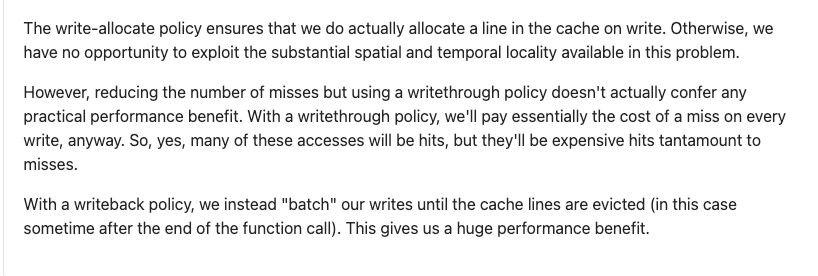 The write-allocate policy ensures that we do actually allocate a line in the cache on write. Otherwise, we
have no opportunity to exploit the substantial spatial and temporal locality available in this problem.
However, reducing the number of misses but using a writethrough policy doesn't actually confer any
practical performance benefit. With a writethrough policy, we'll pay essentially the cost of a miss on every
write, anyway. So, yes, many of these accesses will be hits, but they'll be expensive hits tantamount to
misses.
With a writeback policy, we instead "batch" our writes until the cache lines are evicted (in this case
sometime after the end of the function call). This gives us a huge performance benefit.